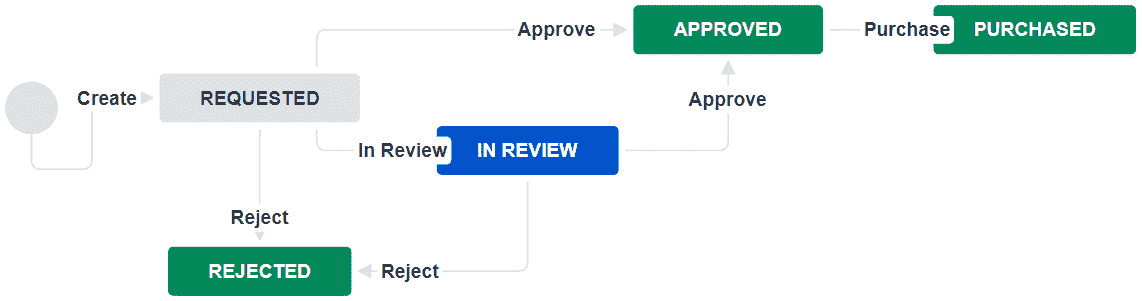 Approve
APPROVED
Purchase
PURCHASED
Create
REQUESTED
Approve
In Review
IN REVIEW
Reject
REJECTED
Reject